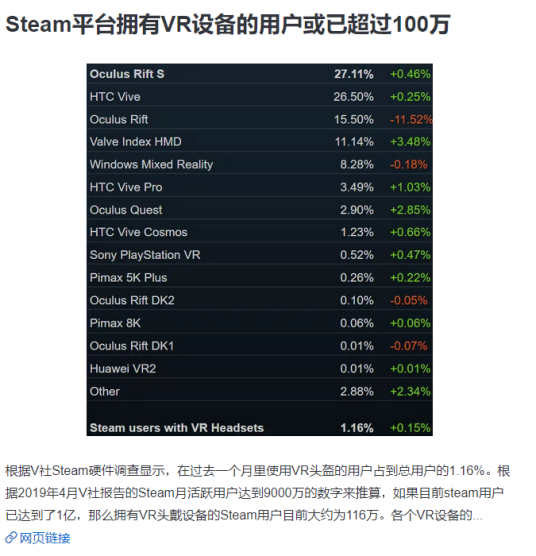 Steam平台拥有VR设备的用户或已超过100万
Oculus Rift S 27.11% +0.46%
HTC Vive 26.50% +0.25%
Oculus Rift 15.50% -11.52%
Valve Index HMD 11.14% +3.48%
Windows Mixed Reality 8.28% -0.18%
HTC Vive Pro 3.49% +1.03%
Oculus Quest 2.90% +2.85%
HTC Vive Cosmos 1.23% +0.66%
Sony PlayStation VR 0.52% +0.47%
Pimax 5K Plus 0.26% +0.22%
Oculus Rift DK2 0.10% -0.05%
Pimax 8K 0.06% +0.06%
Oculus Rift DK1 0.01% -0.07%
Huawei VR2 0.01% +0.01%
Other 2.88% +2.34%
Steam users with VR Headsets 1.16% +0.15%
根据V社Steam硬件调查显示，在过去一个月里使用VR头盔的用户占到总用户的1.16%。根
据2019年4月V社报告的Steam月活跃用户达到9000万的数字来推算，如果目前steam用户
已达到了1亿，那么拥有VR头戴设备的Steam用户目前大约为116万。各个VR设备的...
网页链接